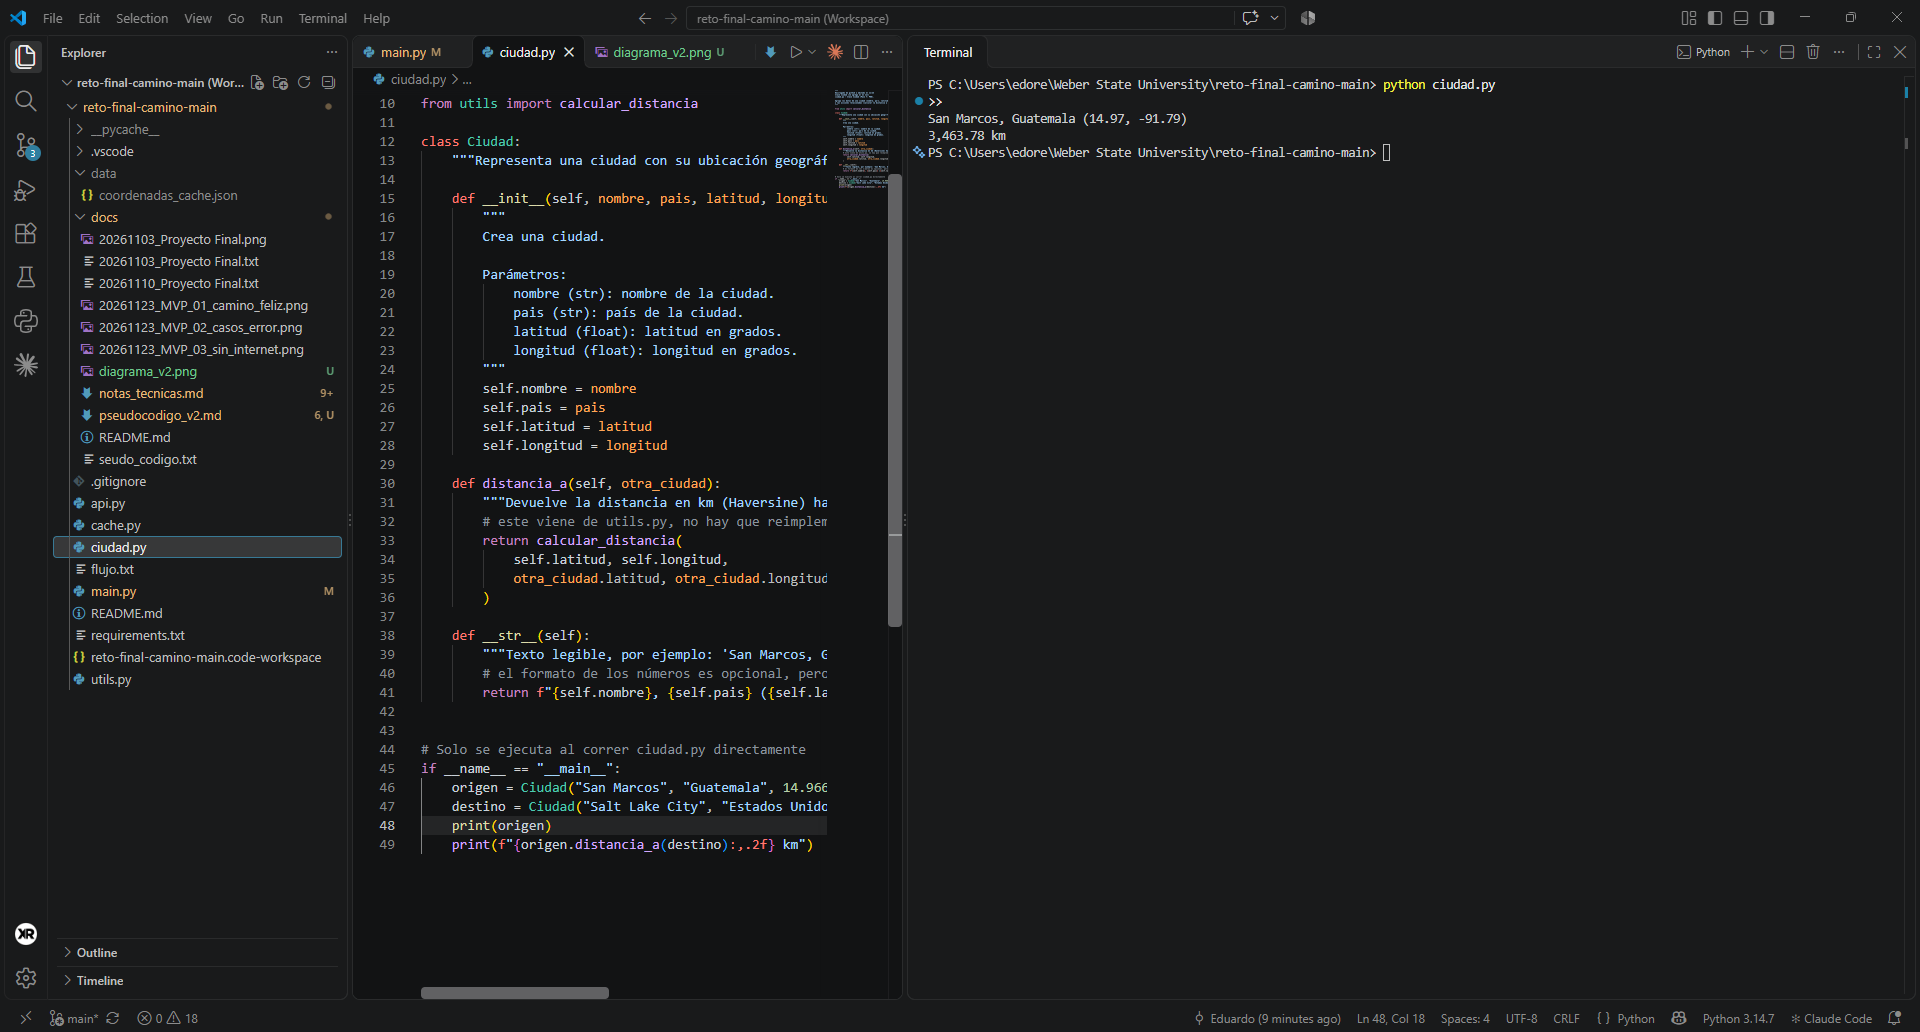 File Edit Selection View Go Run Terminal Help
reto-final-camino-main (Workspace)
Explorer
reto-final-camino-main (Wor...
reto-final-camino-main
__pycache__
.vscode
data
coordenadas_cache.json
docs
20261103_Proyecto Final.png
20261103_Proyecto Final.txt
20261110_Proyecto Final.txt
20261123_MVP_01_camino_feliz.png
20261123_MVP_02_casos_error.png
20261123_MVP_03_sin_internet.png
diagrama_v2.png U
notas_tecnicas.md 9+
pseudocodigo_v2.md 6, U
README.md
seudo_codigo.txt
.gitignore
api.py
cache.py
ciudad.py
flujo.txt
main.py M
README.md
requirements.txt
reto-final-camino-main.code-workspace
utils.py
3
XR
Outline
Timeline
main.py M ciudad.py diagrama_v2.png U
ciudad.py > ...
10 from utils import calcular_distancia
11
12 class Ciudad:
13 """Representa una ciudad con su ubicación geográf
14
15 def __init__(self, nombre, pais, latitud, longitu
16 """
17 Crea una ciudad.
18
19 Parámetros:
20 nombre (str): nombre de la ciudad.
21 pais (str): país de la ciudad.
22 latitud (float): latitud en grados.
23 longitud (float): longitud en grados.
24 """
25 self.nombre = nombre
26 self.pais = pais
27 self.latitud = latitud
28 self.longitud = longitud
29
30 def distancia_a(self, otra_ciudad):
31 """Devuelve la distancia en km (Haversine) ha
32 # este viene de utils.py, no hay que reimplem
33 return calcular_distancia(
34 self.latitud, self.longitud,
35 otra_ciudad.latitud, otra_ciudad.longitud
36 )
37
38 def __str__(self):
39 """Texto legible, por ejemplo: 'San Marcos, G
40 # el formato de los números es opcional, pero
41 return f"{self.nombre}, {self.pais} ({self.la
42
43
44 # Solo se ejecuta al correr ciudad.py directamente
45 if __name__ == "__main__":
46 origen = Ciudad("San Marcos", "Guatemala", 14.966
47 destino = Ciudad("Salt Lake City", "Estados Unido
48 print(origen)
49 print(f"{origen.distancia_a(destino):,.2f} km")
Terminal
Python
PS C:\Users\edore\Weber State University\reto-final-camino-main> python ciudad.py
>>
San Marcos, Guatemala (14.97, -91.79)
3,463.78 km
PS C:\Users\edore\Weber State University\reto-final-camino-main>
main* 0 18
Eduardo (9 minutes ago) Ln 48, Col 18 Spaces: 4 UTF-8 CRLF { } Python Python 3.14.7 Claude Code